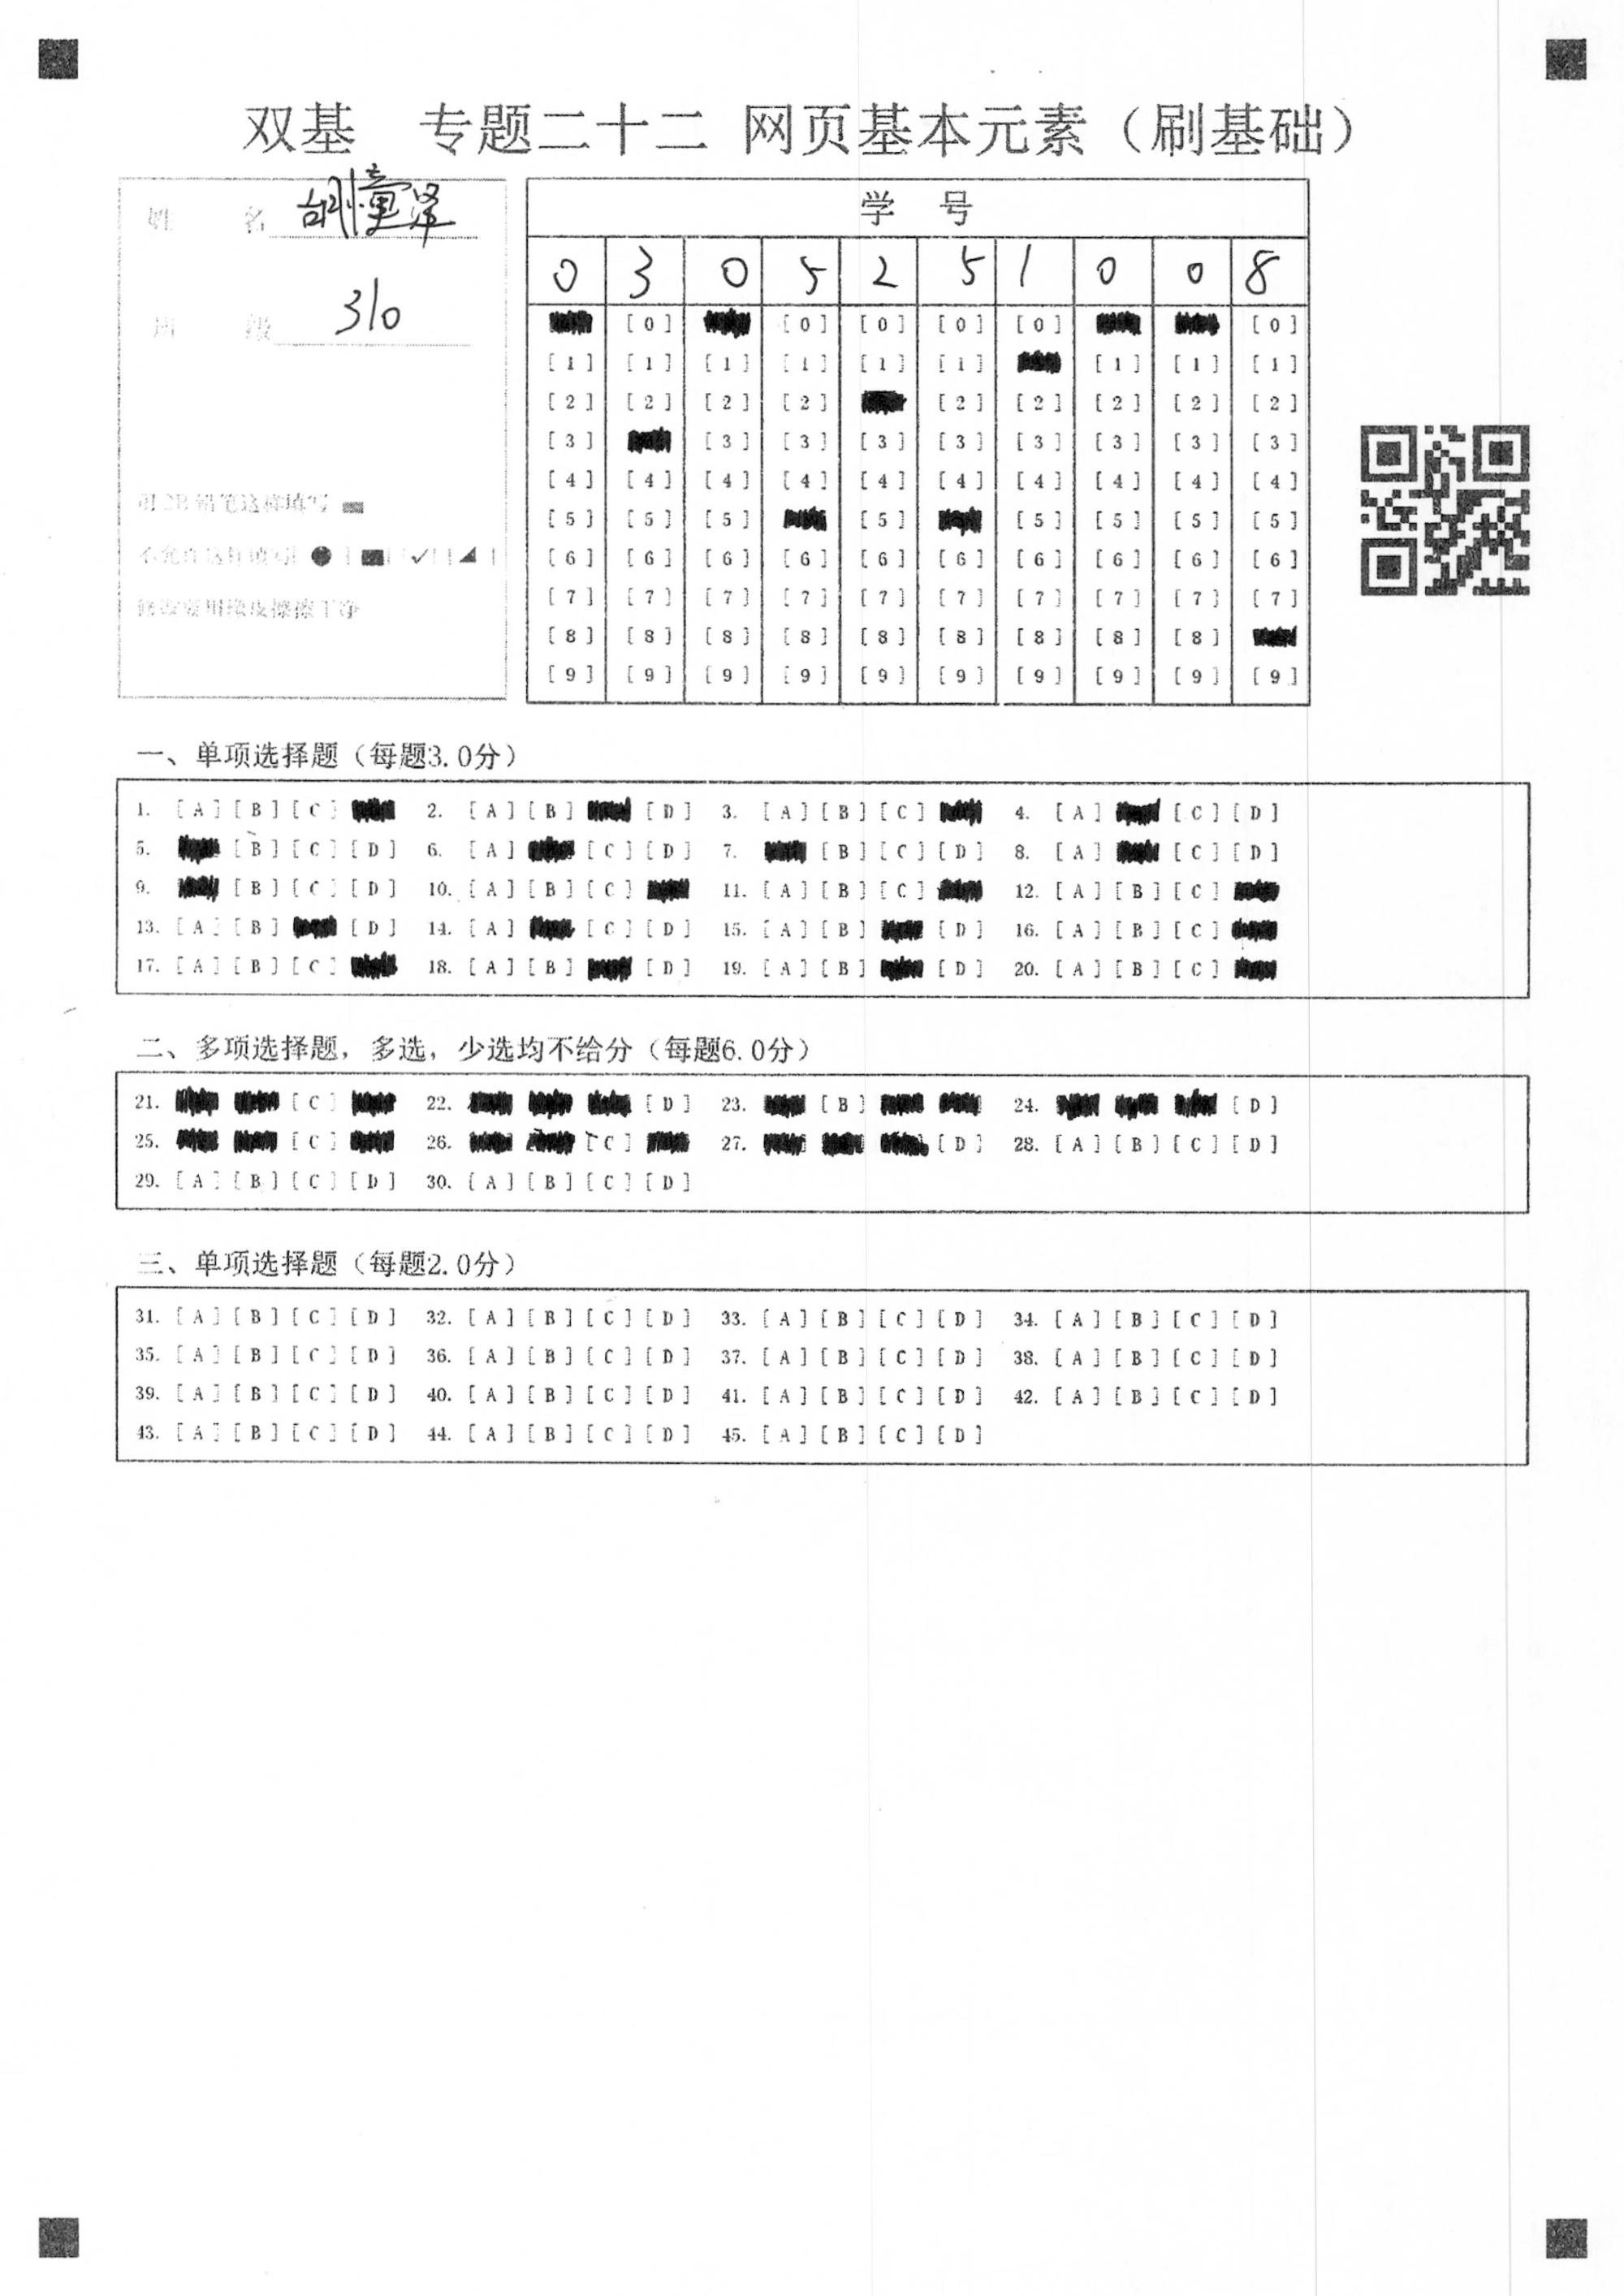 双基 专题二十二 网页基本元素（刷基础）
姓 名 胡憧泽
班 级 310
用2B铅笔这样填写
不允许这样填写
修改要用橡皮擦擦干净
学 号
0 3 0 5 2 5 1 0 0 8
[0] [0] [0] [0] [0] [0]
[1] [1] [1] [1] [1] [1] [1] [1] [1]
[2] [2] [2] [2] [2] [2] [2] [2] [2]
[3] [3] [3] [3] [3] [3] [3] [3] [3]
[4] [4] [4] [4] [4] [4] [4] [4] [4] [4]
[5] [5] [5] [5] [5] [5] [5] [5]
[6] [6] [6] [6] [6] [6] [6] [6] [6] [6]
[7] [7] [7] [7] [7] [7] [7] [7] [7] [7]
[8] [8] [8] [8] [8] [8] [8] [8] [8]
[9] [9] [9] [9] [9] [9] [9] [9] [9] [9]
一、单项选择题（每题3.0分）
1. [A] [B] [C] 2. [A] [B] [D] 3. [A] [B] [C] 4. [A] [C] [D]
5. [B] [C] [D] 6. [A] [C] [D] 7. [B] [C] [D] 8. [A] [C] [D]
9. [B] [C] [D] 10. [A] [B] [C] 11. [A] [B] [C] 12. [A] [B] [C]
13. [A] [B] [D] 14. [A] [C] [D] 15. [A] [B] [D] 16. [A] [B] [C]
17. [A] [B] [C] 18. [A] [B] [D] 19. [A] [B] [D] 20. [A] [B] [C]
二、多项选择题，多选，少选均不给分（每题6.0分）
21. [C] 22. [D] 23. [B] 24. [D]
25. [C] 26. [C] 27. [D] 28. [A] [B] [C] [D]
29. [A] [B] [C] [D] 30. [A] [B] [C] [D]
三、单项选择题（每题2.0分）
31. [A] [B] [C] [D] 32. [A] [B] [C] [D] 33. [A] [B] [C] [D] 34. [A] [B] [C] [D]
35. [A] [B] [C] [D] 36. [A] [B] [C] [D] 37. [A] [B] [C] [D] 38. [A] [B] [C] [D]
39. [A] [B] [C] [D] 40. [A] [B] [C] [D] 41. [A] [B] [C] [D] 42. [A] [B] [C] [D]
43. [A] [B] [C] [D] 44. [A] [B] [C] [D] 45. [A] [B] [C] [D]